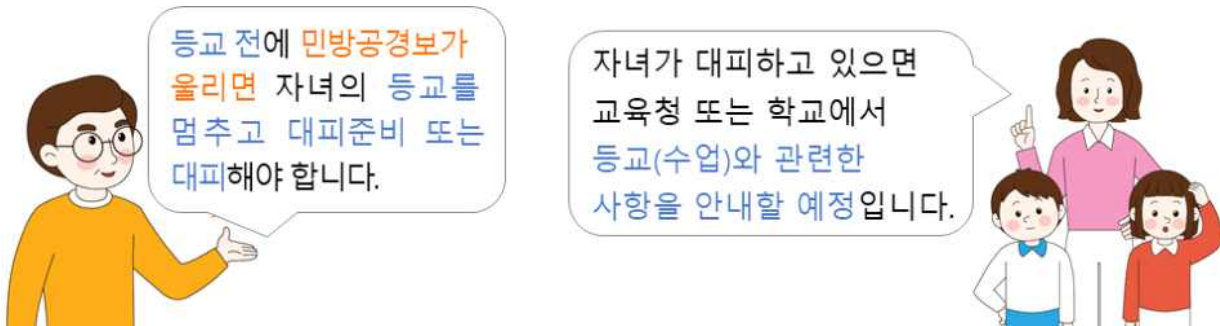 등교 전에 민방공경보가
울리면 자녀의 등교를
멈추고 대피준비 또는
대피해야 합니다.
자녀가 대피하고 있으면
교육청 또는 학교에서
등교(수업)와 관련한
사항을 안내할 예정입니다.